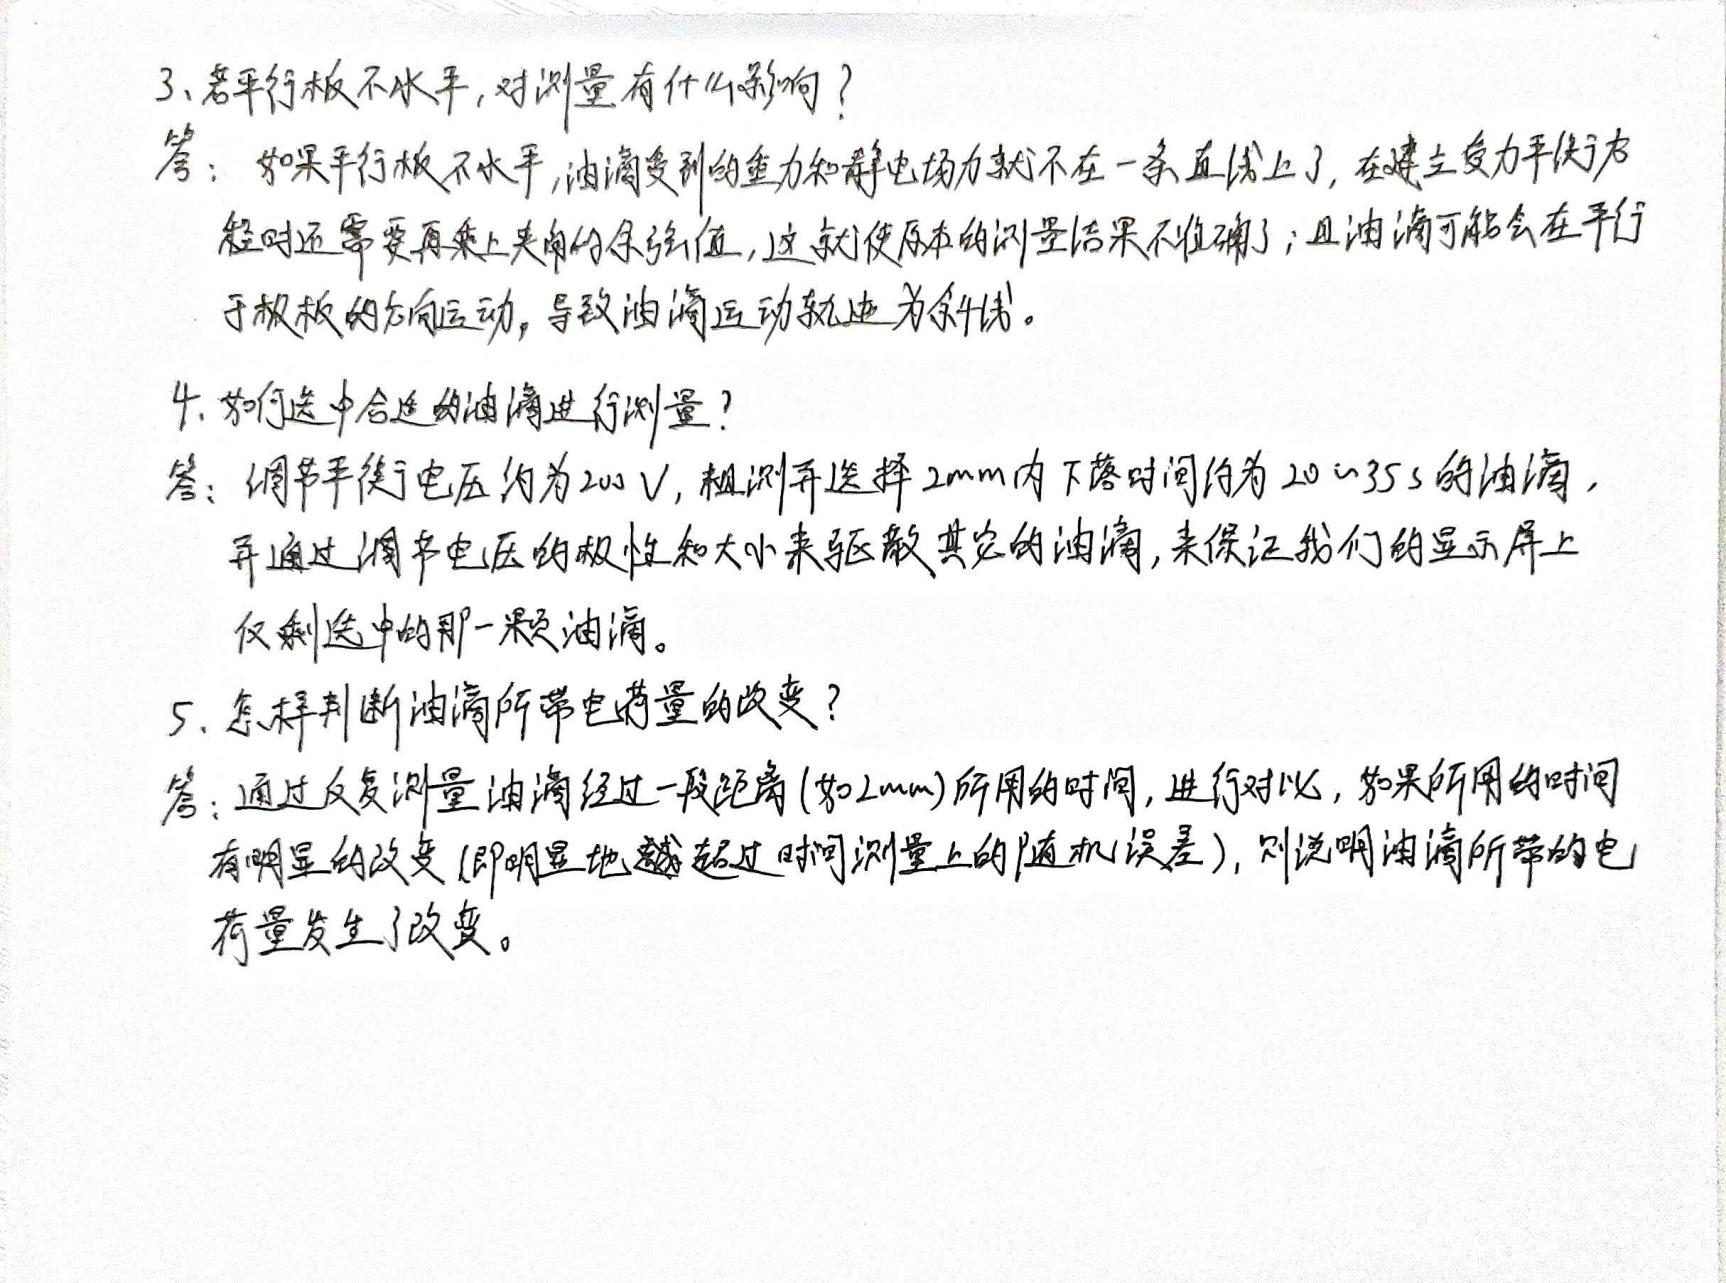 3、若平行板不水平,对测量有什么影响?
答: 如果平行板不水平,油滴受到的重力和静电场力就不在一条直线上了,在建立受力平衡方
程时还需要再乘上夹角的余弦值,这就使原本的测量结果不准确了;且油滴可能会在平行
于极板的方向运动,导致油滴运动轨迹为斜线。
4、如何选中合适的油滴进行测量?
答: 调节平衡电压约为200V,粗测并选择2mm内下落时间约为20~35s的油滴,
并通过调节电压的极性和大小来驱散其它的油滴,来保证我们的显示屏上
仅剩选中的那一颗油滴。
5、怎样判断油滴所带电荷量的改变?
答:通过反复测量油滴经过一段距离(如2mm)所用的时间,进行对比,如果所用的时间
有明显的改变(即明显地超过时间测量上的随机误差),则说明油滴所带的电
荷量发生了改变。